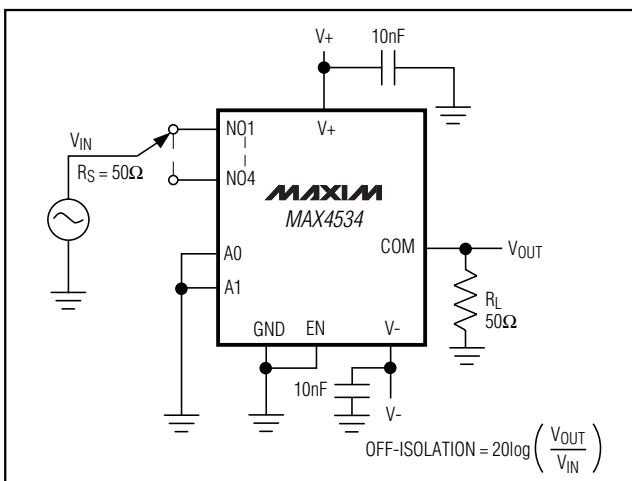 V+
10nF
V+
NO1
VIN
RS = 50Ω
NO4
MAXIM
MAX4534
COM
VOUT
A0
A1
RL
50Ω
GND
EN
V-
10nF
V-
OFF-ISOLATION = 20log(VOUT/VIN)